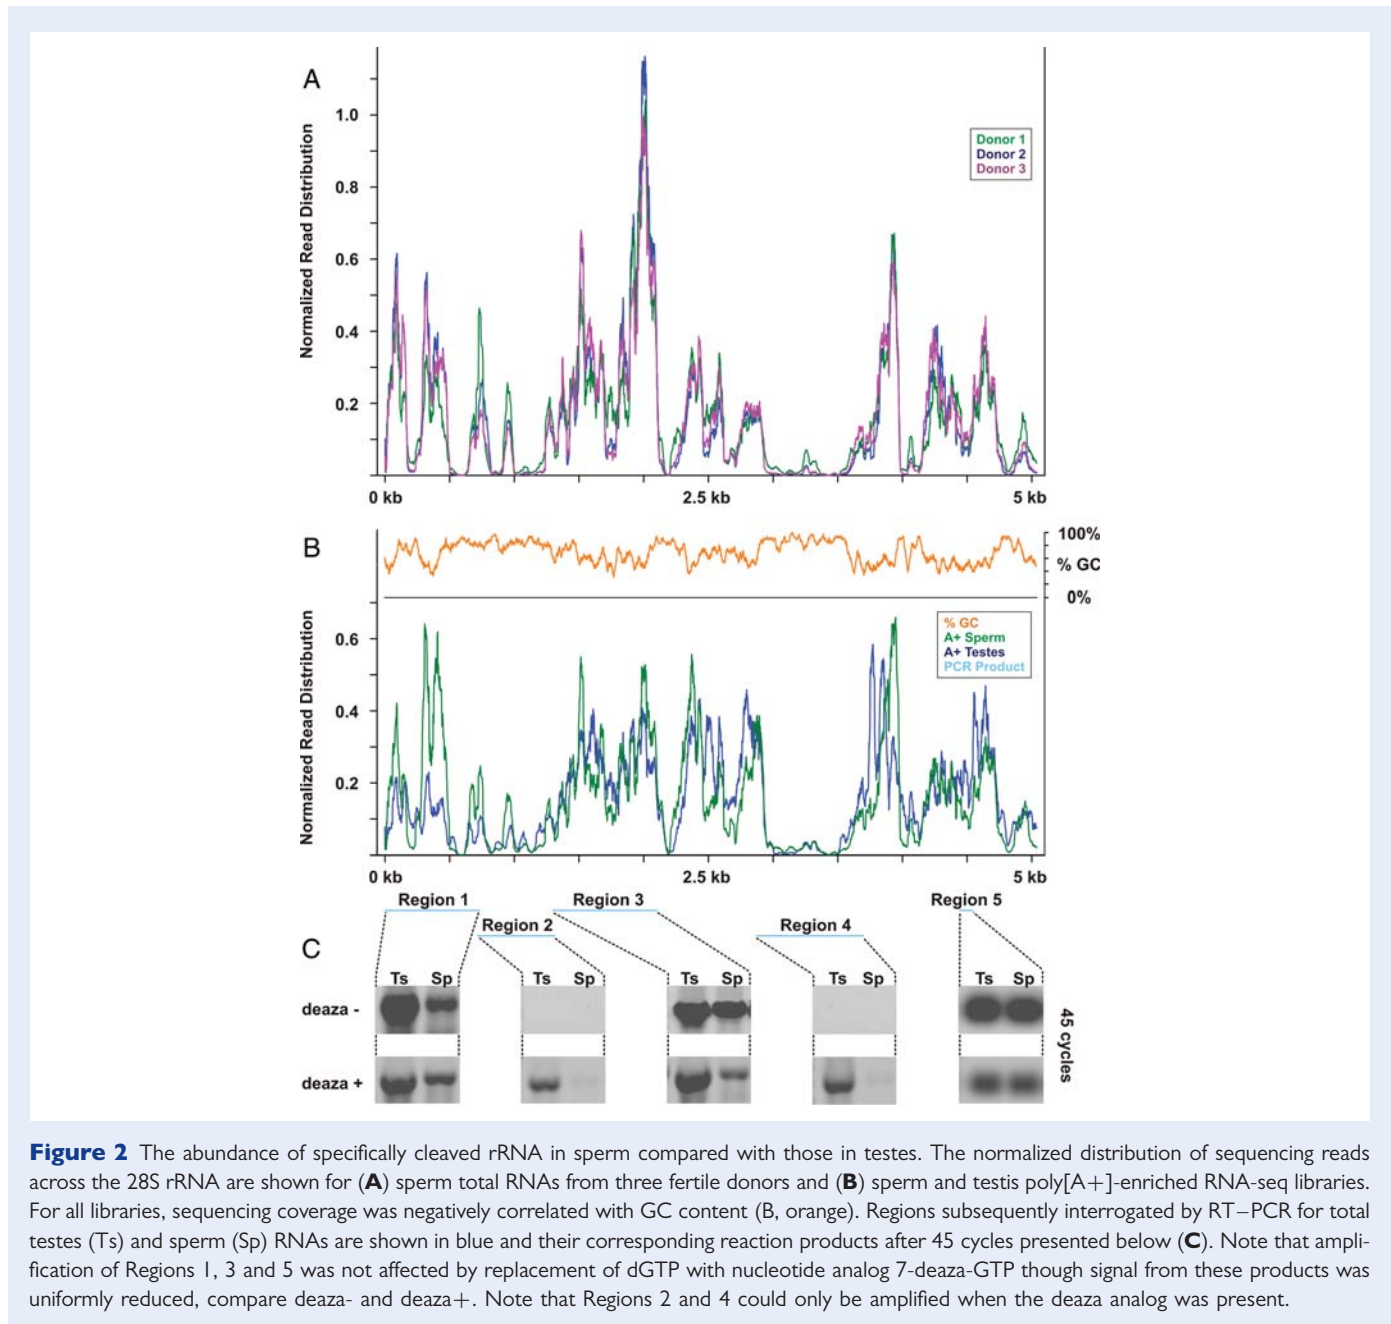 A
Normalized Read Distribution
1.0
0.8
0.6
0.4
0.2
Donor 1
Donor 2
Donor 3
0 kb
2.5 kb
5 kb
B
100%
% GC
0%
Normalized Read Distribution
0.6
0.4
0.2
% GC
A+ Sperm
A+ Testes
PCR Product
0 kb
2.5 kb
5 kb
Region 1
Region 2
Region 3
Region 4
Region 5
C
Ts Sp
Ts Sp
Ts Sp
Ts Sp
Ts Sp
deaza -
deaza +
45 cycles
Figure 2 The abundance of specifically cleaved rRNA in sperm compared with those in testes. The normalized distribution of sequencing reads
across the 28S rRNA are shown for (A) sperm total RNAs from three fertile donors and (B) sperm and testis poly[A+]-enriched RNA-seq libraries.
For all libraries, sequencing coverage was negatively correlated with GC content (B, orange). Regions subsequently interrogated by RT–PCR for total
testes (Ts) and sperm (Sp) RNAs are shown in blue and their corresponding reaction products after 45 cycles presented below (C). Note that ampli-
fication of Regions 1, 3 and 5 was not affected by replacement of dGTP with nucleotide analog 7-deaza-GTP though signal from these products was
uniformly reduced, compare deaza- and deaza+. Note that Regions 2 and 4 could only be amplified when the deaza analog was present.